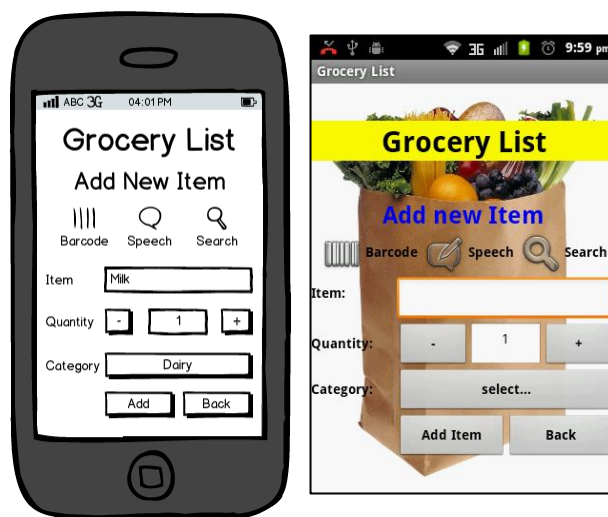 ABC 3G 04:01 PM
Grocery List
Add New Item
Barcode Speech Search
Item Milk
Quantity - 1 +
Category Dairy
Add Back
3G 9:59 pm
Grocery List
Grocery List
Add new Item
Barcode Speech Search
Item:
Quantity: - 1 +
Category: select...
Add Item Back